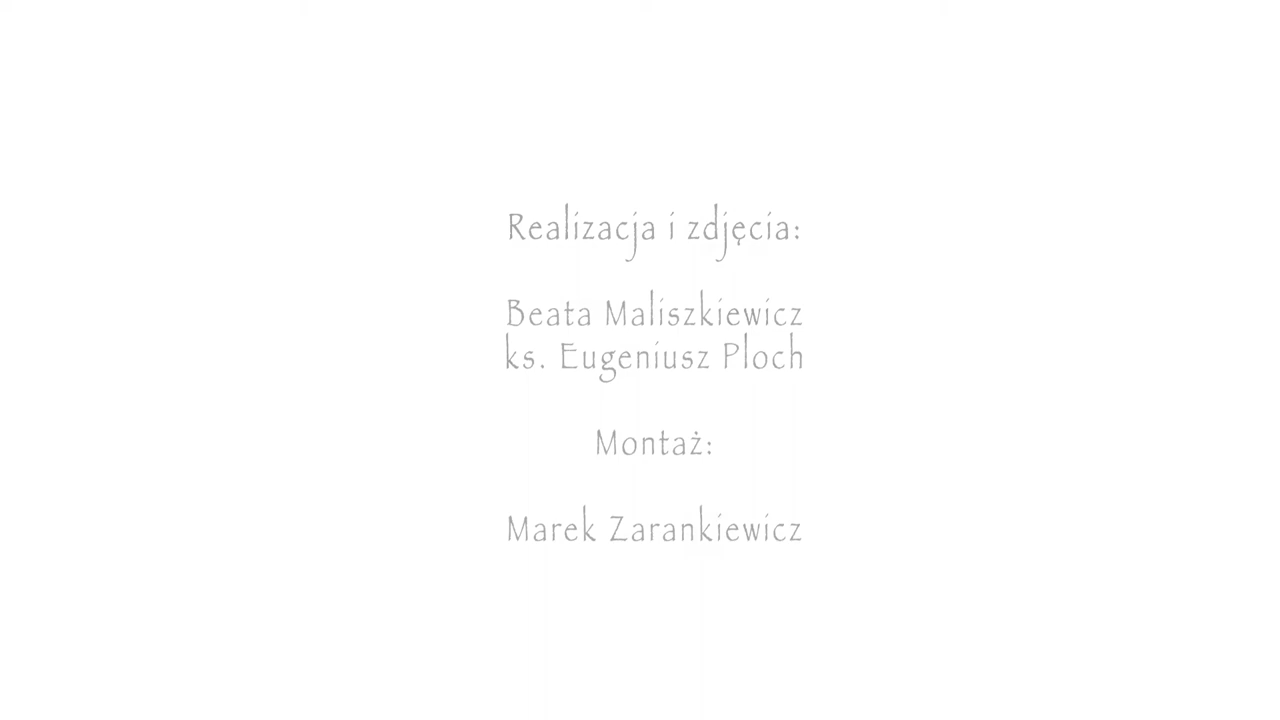 Realizacja i zdjęcia:
Beata Maliszkiewicz
ks. Eugeniusz Ploch
Montaż:
Marek Zarankiewicz